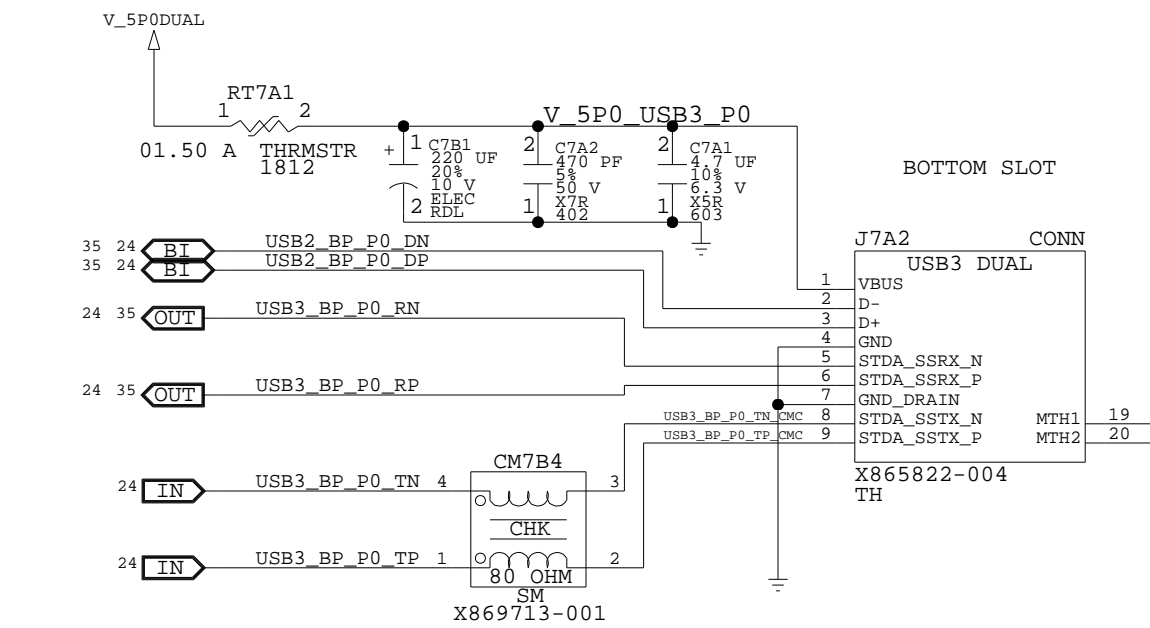 V_5P0DUAL
RT7A1
1 2
01.50 A THRMSTR
1812
V_5P0_USB3_P0
+ 1 C7B1
220 UF
20%
10 V
ELEC
2 RDL
2 C7A2
470 PF
5%
50 V
X7R
1 402
2 C7A1
4.7 UF
10%
6.3 V
X5R
1 603
BOTTOM SLOT
35 24 BI USB2_BP_P0_DN
35 24 BI USB2_BP_P0_DP
24 35 OUT USB3_BP_P0_RN
24 35 OUT USB3_BP_P0_RP
J7A2 CONN
USB3 DUAL
1 VBUS
2 D-
3 D+
4 GND
5 STDA_SSRX_N
6 STDA_SSRX_P
7 GND_DRAIN
USB3_BP_P0_TN_CMC 8 STDA_SSTX_N MTH1 19
USB3_BP_P0_TP_CMC 9 STDA_SSTX_P MTH2 20
X865822-004
TH
CM7B4
24 IN USB3_BP_P0_TN 4 3
CHK
24 IN USB3_BP_P0_TP 1 2
80 OHM
SM
X869713-001